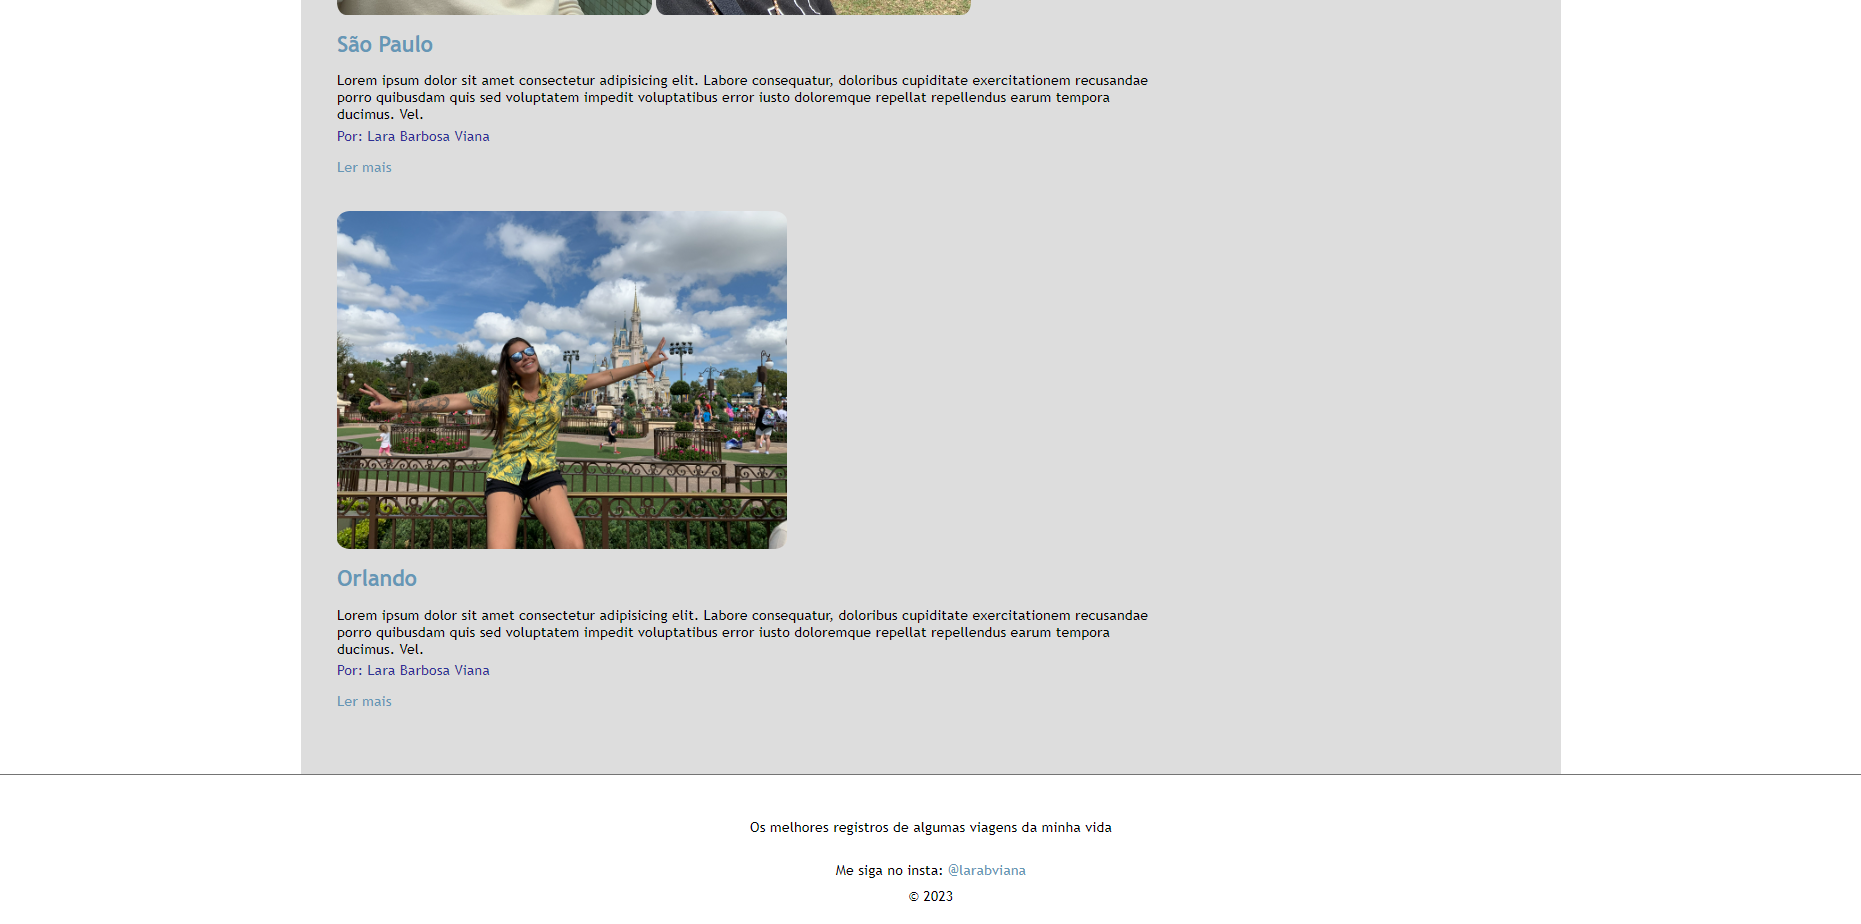 São Paulo
Lorem ipsum dolor sit amet consectetur adipisicing elit. Labore consequatur, doloribus cupiditate exercitationem recusandae
porro quibusdam quis sed voluptatem impedit voluptatibus error iusto doloremque repellat repellendus earum tempora
ducimus. Vel.
Por: Lara Barbosa Viana
Ler mais
Orlando
Lorem ipsum dolor sit amet consectetur adipisicing elit. Labore consequatur, doloribus cupiditate exercitationem recusandae
porro quibusdam quis sed voluptatem impedit voluptatibus error iusto doloremque repellat repellendus earum tempora
ducimus. Vel.
Por: Lara Barbosa Viana
Ler mais
Os melhores registros de algumas viagens da minha vida
Me siga no insta: @larabviana
© 2023